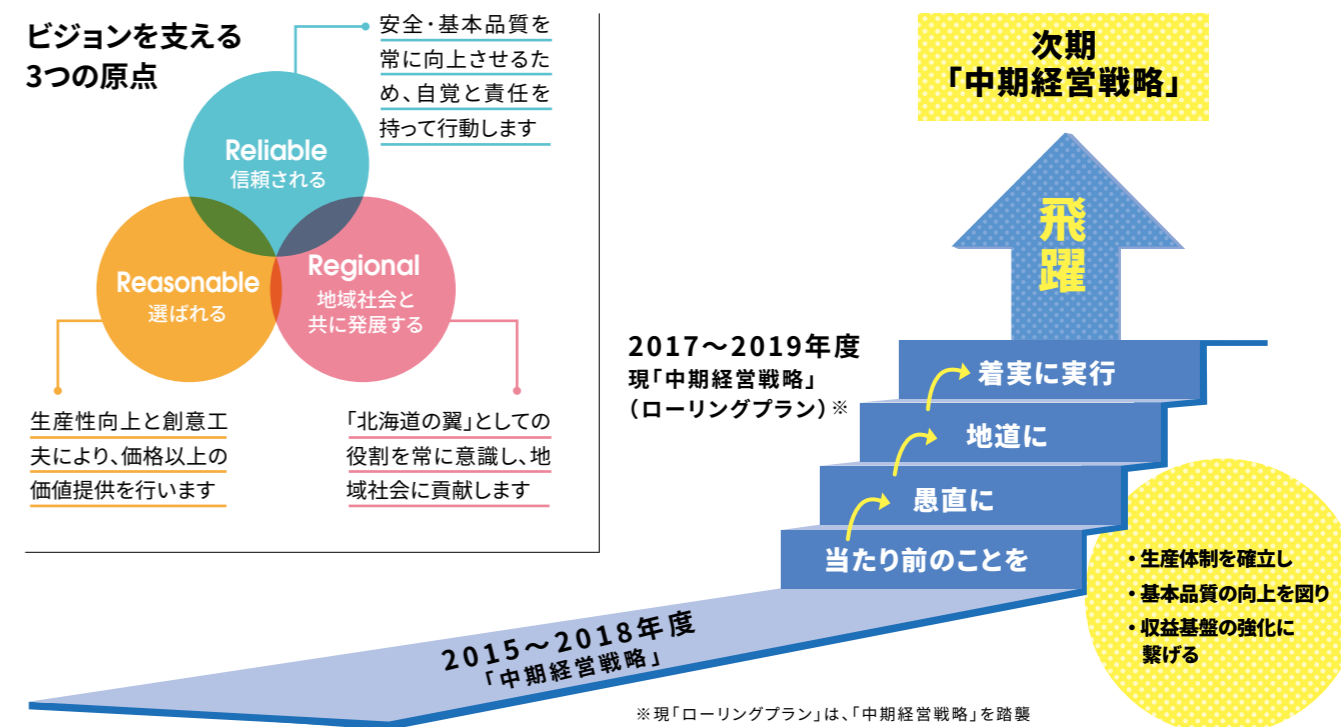 ビジョンを支える
3つの原点
安全・基本品質を
常に向上させるた
め、自覚と責任を
持って行動します
Reliable
信頼される
Reasonable
選ばれる
Regional
地域社会と
共に発展する
生産性向上と創意工
夫により、価格以上の
価値提供を行います
「北海道の翼」としての
役割を常に意識し、地
域社会に貢献します
次期
「中期経営戦略」
飛躍
2017〜2019年度
現「中期経営戦略」
（ローリングプラン）※
着実に実行
地道に
愚直に
当たり前のことを
・生産体制を確立し
・基本品質の向上を図り
・収益基盤の強化に
繋げる
2015〜2018年度
「中期経営戦略」
※現「ローリングプラン」は、「中期経営戦略」を踏襲